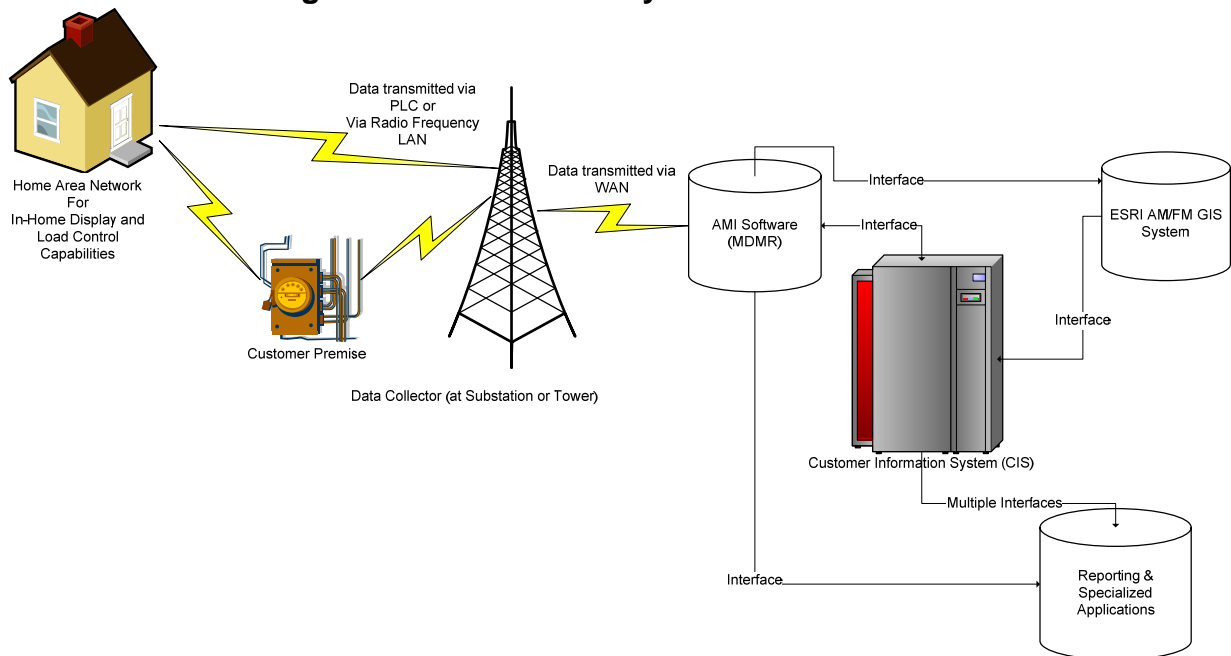 Data transmitted via
PLC or
Via Radio Frequency
LAN
Home Area Network
For
In-Home Display and
Load Control
Capabilities
Customer Premise
Data Collector (at Substation or Tower)
Data transmitted via
WAN
AMI Software
(MDMR)
Interface
Interface
ESRI AM/FM GIS
System
Interface
Customer Information System (CIS)
Multiple Interfaces
Interface
Reporting &
Specialized
Applications